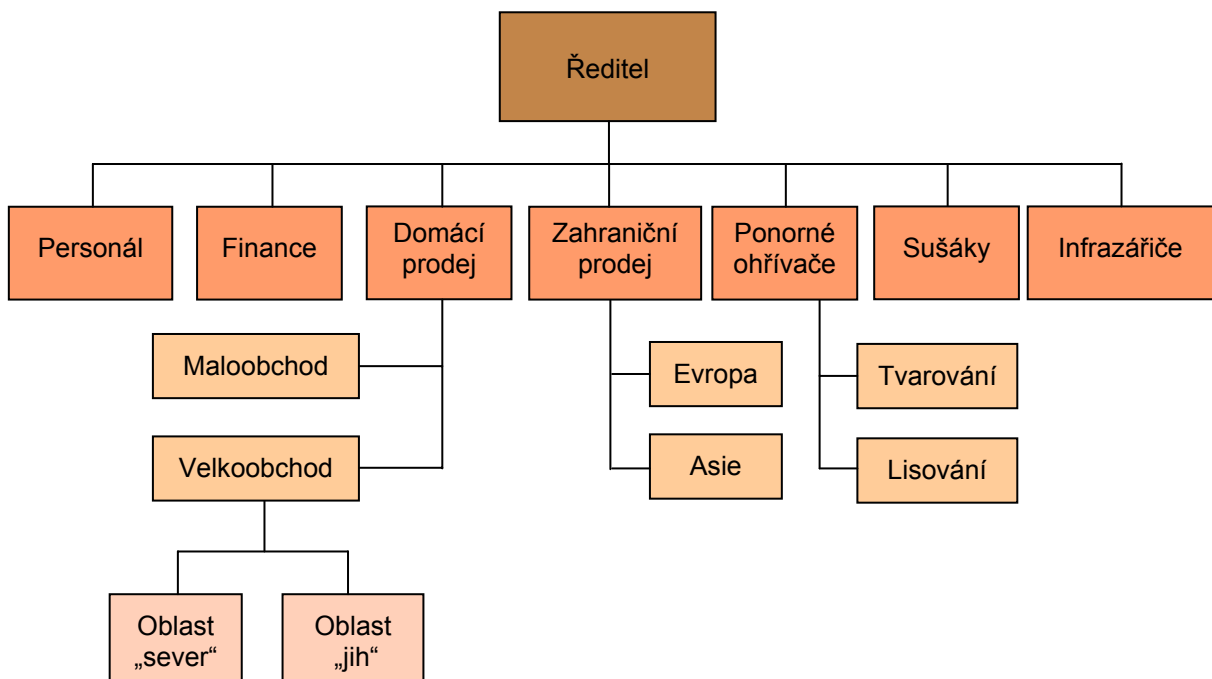 Ředitel
Personál
Finance
Domácí
prodej
Zahraniční
prodej
Ponorné
ohřívače
Sušáky
Infrazářiče
Maloobchod
Evropa
Tvarování
Velkoobchod
Asie
Lisování
Oblast
„sever“
Oblast
„jih“